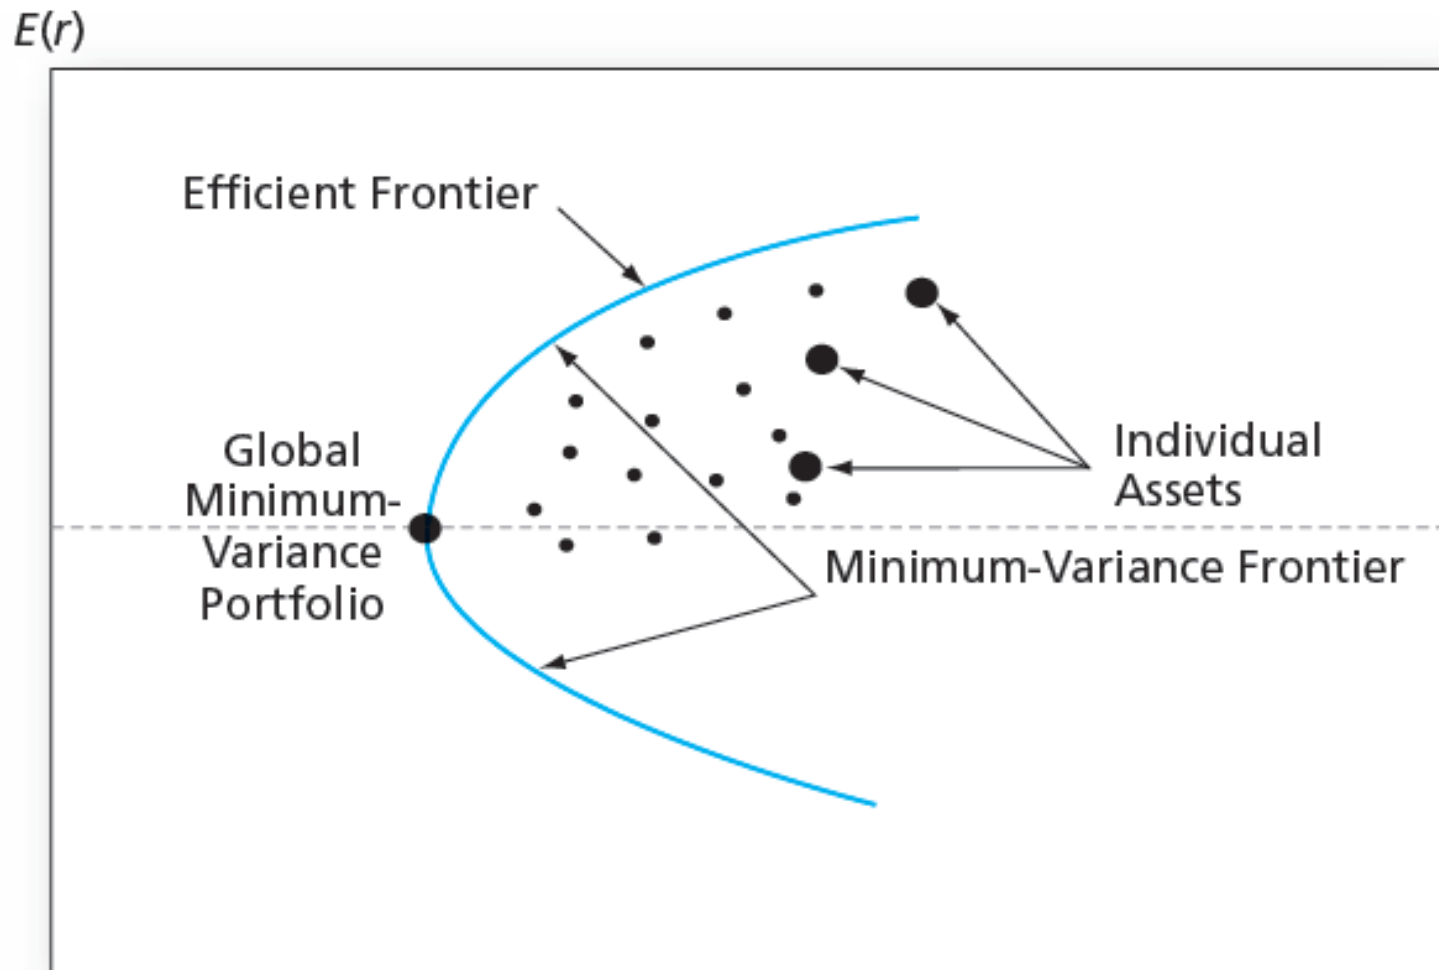 E(r)
Efficient Frontier
Global
Minimum-
Variance
Portfolio
Individual
Assets
Minimum-Variance Frontier